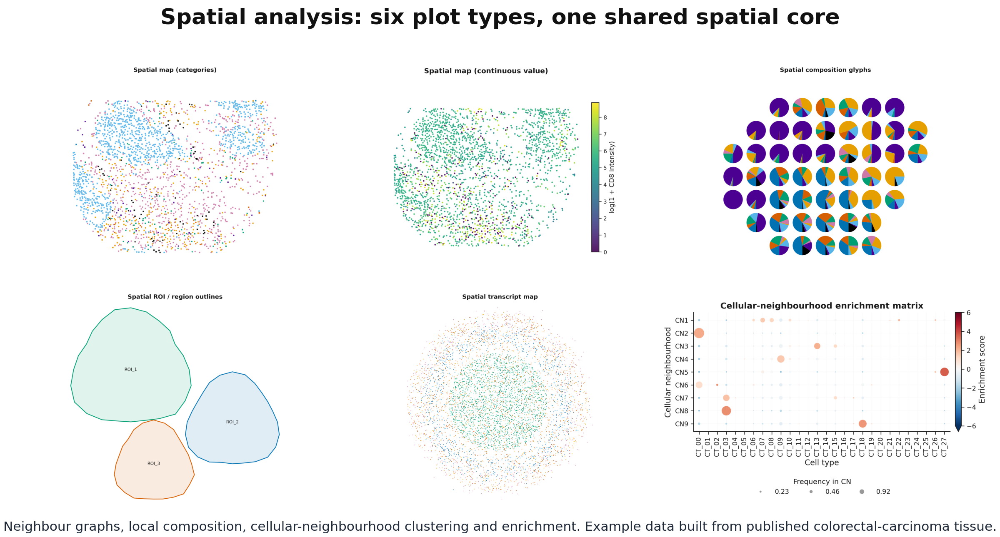 Spatial analysis: six plot types, one shared spatial core
Spatial map (categories)
Spatial map (continuous value)
8
7
6
5
4
3
2
1
0
log(1 + CD8 intensity)
Spatial composition glyphs
Spatial ROI / region outlines
ROI_1
ROI_2
ROI_3
Spatial transcript map
Cellular-neighbourhood enrichment matrix
Cellular neighbourhood
CN1
CN2
CN3
CN4
CN5
CN6
CN7
CN8
CN9
CT_00
CT_01
CT_02
CT_03
CT_04
CT_05
CT_06
CT_07
CT_08
CT_09
CT_10
CT_11
CT_12
CT_13
CT_14
CT_15
CT_16
CT_17
CT_18
CT_19
CT_20
CT_21
CT_22
CT_23
CT_24
CT_25
CT_26
CT_27
Cell type
6
4
2
0
−2
−4
−6
Enrichment score
Frequency in CN
0.23 0.46 0.92
Neighbour graphs, local composition, cellular-neighbourhood clustering and enrichment. Example data built from published colorectal-carcinoma tissue.